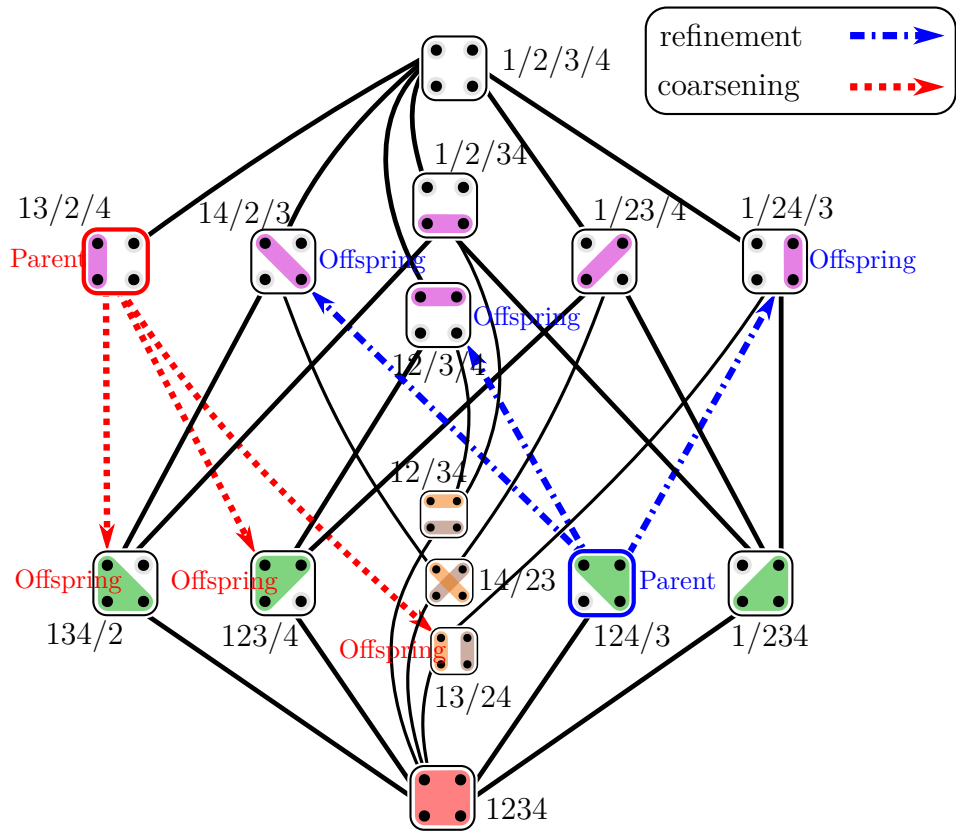 refinement
coarsening
1/2/3/4
1/2/34
13/2/4
14/2/3
1/23/4
1/24/3
Parent
Offspring
Offspring
Offspring
12/3/4
12/34
Offspring
Offspring
14/23
Parent
134/2
123/4
124/3
1/234
Offspring
13/24
1234